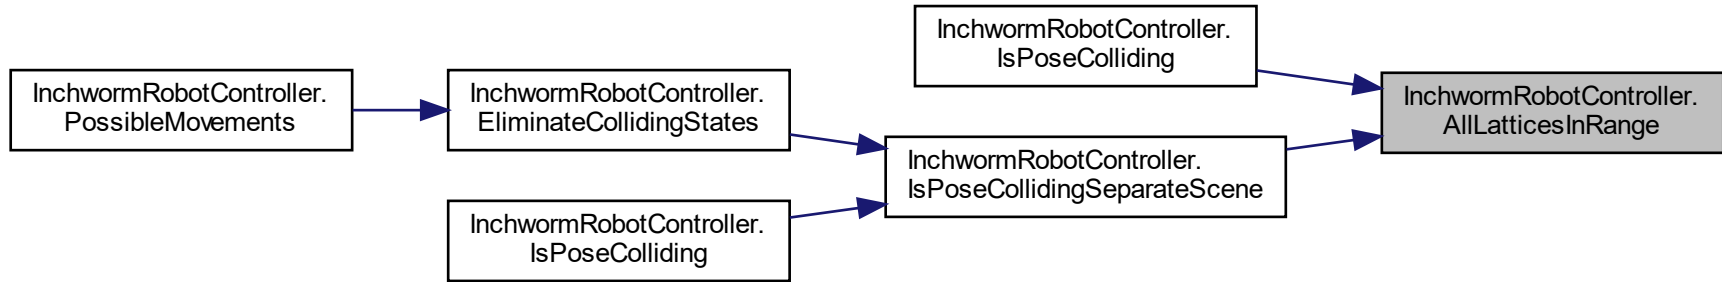 InchwormRobotController.
PossibleMovements
InchwormRobotController.
EliminateCollidingStates
InchwormRobotController.
IsPoseColliding
InchwormRobotController.
IsPoseColliding
InchwormRobotController.
IsPoseCollidingSeparateScene
InchwormRobotController.
AllLatticesInRange